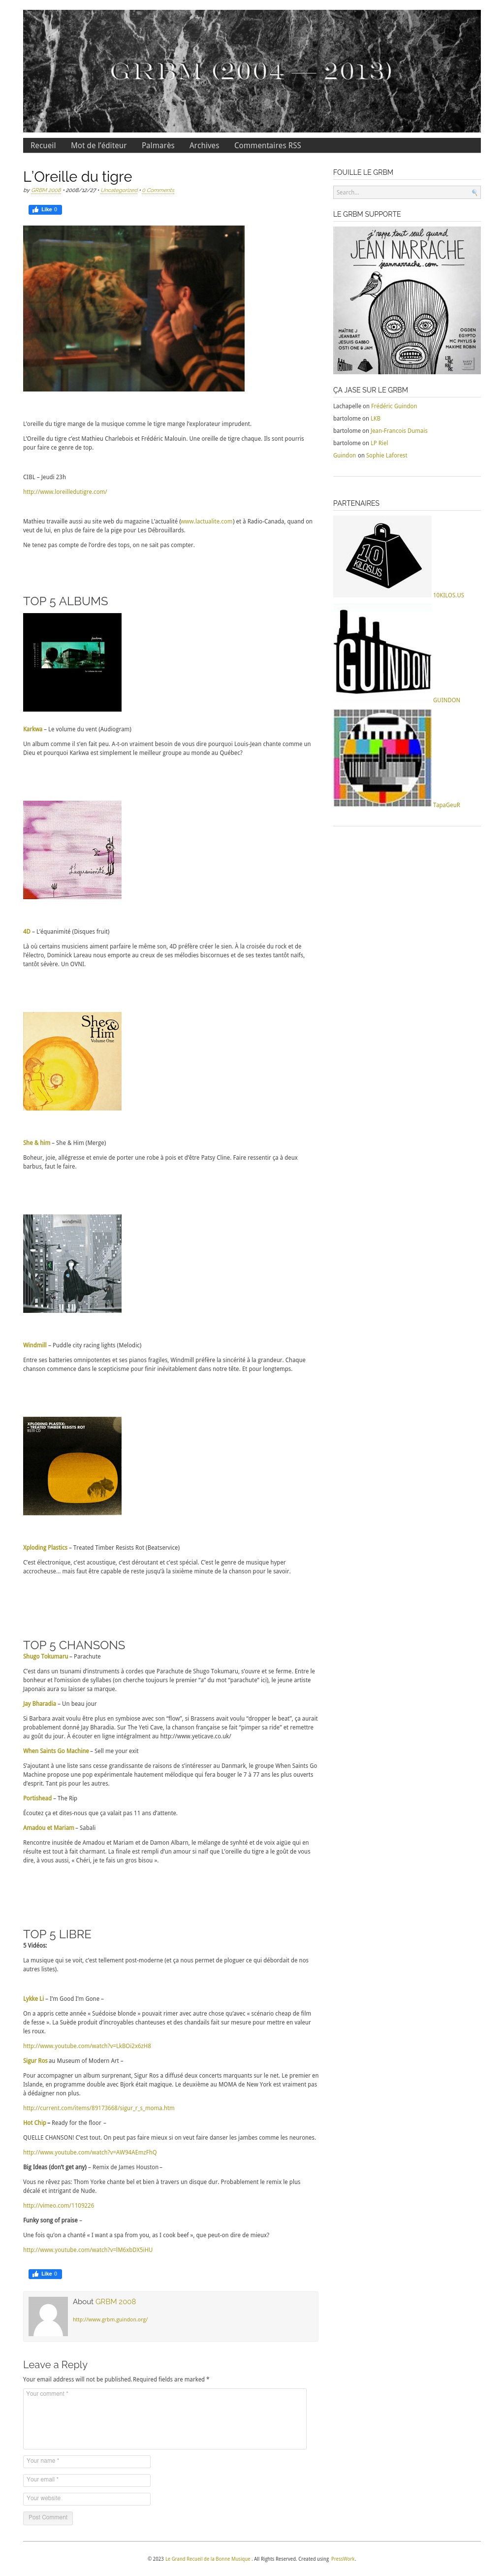 GRBM (2004 — 2013)
Recueil Mot de l'éditeur Palmarès Archives Commentaires RSS
L'Oreille du tigre
by GRBM 2008 • 2008/12/27 • Uncategorized • 0 Comments
Like 0
L'oreille du tigre mange de la musique comme le tigre mange l'explorateur imprudent.
L'Oreille du tigre c'est Mathieu Charlebois et Frédéric Malouin. Une oreille de tigre chaque. Ils sont pourris
pour faire ce genre de top.
CIBL – Jeudi 23h
http://www.loreilledutigre.com/
Mathieu travaille aussi au site web du magazine L'actualité (www.lactualite.com) et à Radio-Canada, quand on
veut de lui, en plus de faire de la pige pour Les Débrouillards.
Ne tenez pas compte de l'ordre des tops, on ne sait pas compter.
TOP 5 ALBUMS
Karkwa – Le volume du vent (Audiogram)
Un album comme il s'en fait peu. A-t-on vraiment besoin de vous dire pourquoi Louis-Jean chante comme un
Dieu et pourquoi Karkwa est simplement le meilleur groupe au monde au Québec?
L'équanimité
4D – L'équanimité (Disques fruit)
Là où certains musiciens aiment parfaire le même son, 4D préfère créer le sien. À la croisée du rock et de
l'électro, Dominick Lareau nous emporte au creux de ses mélodies biscornues et de ses textes tantôt naïfs,
tantôt sévère. Un OVNI.
She &
Him
Volume One
She & him – She & Him (Merge)
Boheur, joie, allégresse et envie de porter une robe à pois et d'être Patsy Cline. Faire ressentir ça à deux
barbus, faut le faire.
windmill
Windmill – Puddle city racing lights (Melodic)
Entre ses batteries omnipotentes et ses pianos fragiles, Windmill préfère la sincérité à la grandeur. Chaque
chanson commence dans le scepticisme pour finir inévitablement dans notre tête. Et pour longtemps.
XPLODING PLASTIX:
TREATED TIMBER RESISTS ROT
Xploding Plastics – Treated Timber Resists Rot (Beatservice)
C'est électronique, c'est acoustique, c'est déroutant et c'est spécial. C'est le genre de musique hyper
accrocheuse… mais faut être capable de reste jusqu'à la sixième minute de la chanson pour le savoir.
TOP 5 CHANSONS
Shugo Tokumaru – Parachute
C'est dans un tsunami d'instruments à cordes que Parachute de Shugo Tokumaru, s'ouvre et se ferme. Entre le
bonheur et l'omission de syllabes (on cherche toujours le premier "a" du mot "parachute" ici), le jeune artiste
Japonais aura su laisser sa marque.
Jay Bharadia – Un beau jour
Si Barbara avait voulu être plus en symbiose avec son "flow", si Brassens avait voulu "dropper le beat", ça aurait
probablement donné Jay Bharadia. Sur The Yeti Cave, la chanson française se fait "pimper sa ride" et remettre
au goût du jour. À écouter en ligne intégralement au http://www.yeticave.co.uk/
When Saints Go Machine – Sell me your exit
S'ajoutant à une liste sans cesse grandissante de raisons de s'intéresser au Danmark, le groupe When Saints Go
Machine propose une pop expérimentale hautement mélodique qui fera bouger le 7 à 77 ans les plus ouverts
d'esprit. Tant pis pour les autres.
Portishead – The Rip
Écoutez ça et dites-nous que ça valait pas 11 ans d'attente.
Amadou et Mariam – Sabali
Rencontre inusitée de Amadou et Mariam et de Damon Albarn, le mélange de synhté et de voix aigüe qui en
résulte est tout à fait charmant. La finale est rempli d'un amour si naïf que L'oreille du tigre a le goût de vous
dire, à vous aussi, « Chéri, je te fais un gros bisou ».
TOP 5 LIBRE
5 Vidéos:
La musique qui se voit, c'est tellement post-moderne (et ça nous permet de ploguer ce qui débordait de nos
autres listes).
Lykke Li – I'm Good I'm Gone –
On a appris cette année « Suédoise blonde » pouvait rimer avec autre chose qu'avec « scénario cheap de film
de fesse ». La Suède produit d'incroyables chanteuses et des chandails fait sur mesure pour mettre en valeur
les roux.
http://www.youtube.com/watch?v=LkBOi2x6zH8
Sigur Ros au Museum of Modern Art –
Pour accompagner un album surprenant, Sigur Ros a diffusé deux concerts marquants sur le net. Le premier en
Islande, en programme double avec Bjork était magique. Le deuxième au MOMA de New York est vraiment pas
à dédaigner non plus.
http://current.com/items/89173668/sigur_r_s_moma.htm
Hot Chip – Ready for the floor –
QUELLE CHANSON! C'est tout. On peut pas faire mieux si on veut faire danser les jambes comme les neurones.
http://www.youtube.com/watch?v=AW94AEmzFhQ
Big Ideas (don't get any) – Remix de James Houston –
Vous ne rêvez pas: Thom Yorke chante bel et bien à travers un disque dur. Probablement le remix le plus
décalé et intrigant de Nude.
http://vimeo.com/1109226
Funky song of praise –
Une fois qu'on a chanté « I want a spa from you, as I cook beef », que peut-on dire de mieux?
http://www.youtube.com/watch?v=lM6xbDX5iHU
Like 0
About GRBM 2008
http://www.grbm.guindon.org/
Leave a Reply
Your email address will not be published. Required fields are marked *
Your comment *
Your name *
Your email *
Your website
Post Comment
FOUILLE LE GRBM
Search...
LE GRBM SUPPORTE
j'rappe tout seul quand
JEAN NARRACHE
jeannarrache.com
MAÎTRE J
JEANBART
JESUS GABBO
OSTI ONE & JAM
OGDEN
EGYPTO
MC PHYLIS &
MAXIME ROBIN
ÇA JASE SUR LE GRBM
Lachapelle on Frédéric Guindon
bartolome on LKB
bartolome on Jean-Francois Dumais
bartolome on LP Riel
Guindon on Sophie Laforest
PARTENAIRES
10
KILOS.US
10KILOS.US
GUINDON
GUINDON
TapaGeuR
© 2023 Le Grand Recueil de la Bonne Musique . All Rights Reserved. Created using PressWork.